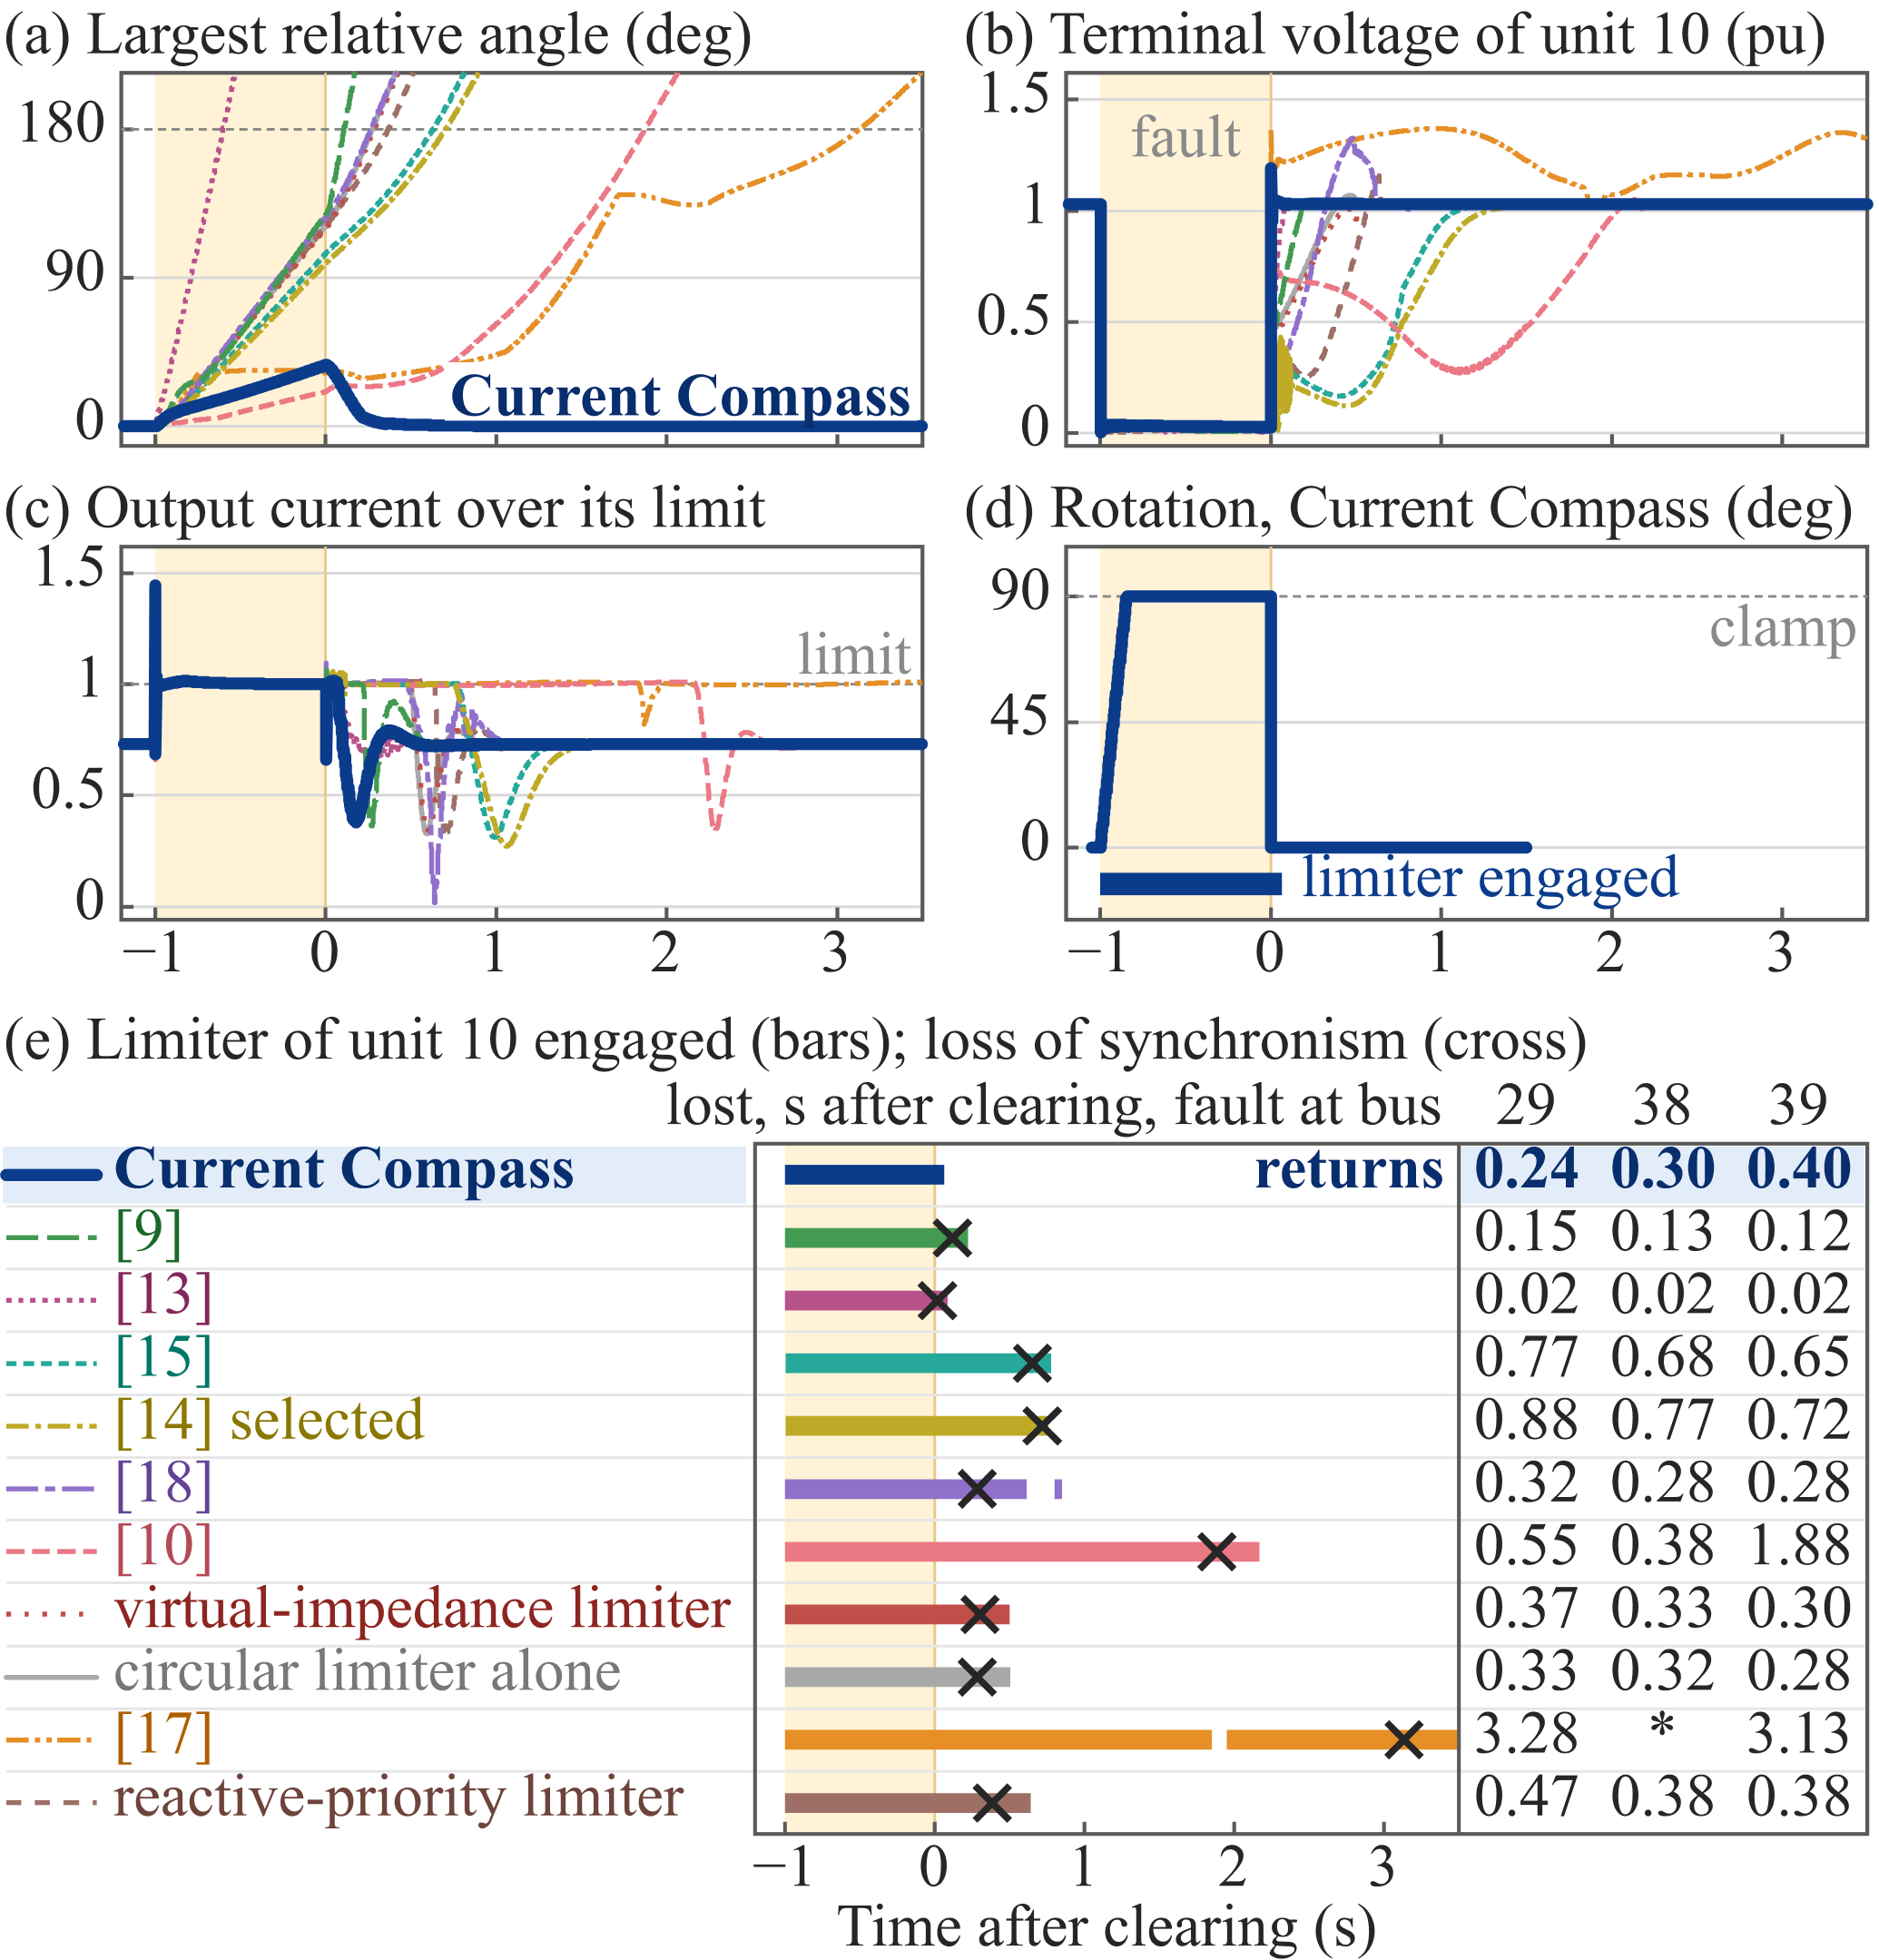 (a) Largest relative angle (deg)
180
90
0
Current Compass
(b) Terminal voltage of unit 10 (pu)
1.5
1
0.5
0
fault
(c) Output current over its limit
1.5
1
0.5
0
limit
−1 0 1 2 3
(d) Rotation, Current Compass (deg)
90
45
0
clamp
limiter engaged
−1 0 1 2 3
(e) Limiter of unit 10 engaged (bars); loss of synchronism (cross)
lost, s after clearing, fault at bus 29 38 39
Current Compass returns 0.24 0.30 0.40
[9] 0.15 0.13 0.12
[13] 0.02 0.02 0.02
[15] 0.77 0.68 0.65
[14] selected 0.88 0.77 0.72
[18] 0.32 0.28 0.28
[10] 0.55 0.38 1.88
virtual-impedance limiter 0.37 0.33 0.30
circular limiter alone 0.33 0.32 0.28
[17] 3.28 * 3.13
reactive-priority limiter 0.47 0.38 0.38
−1 0 1 2 3
Time after clearing (s)